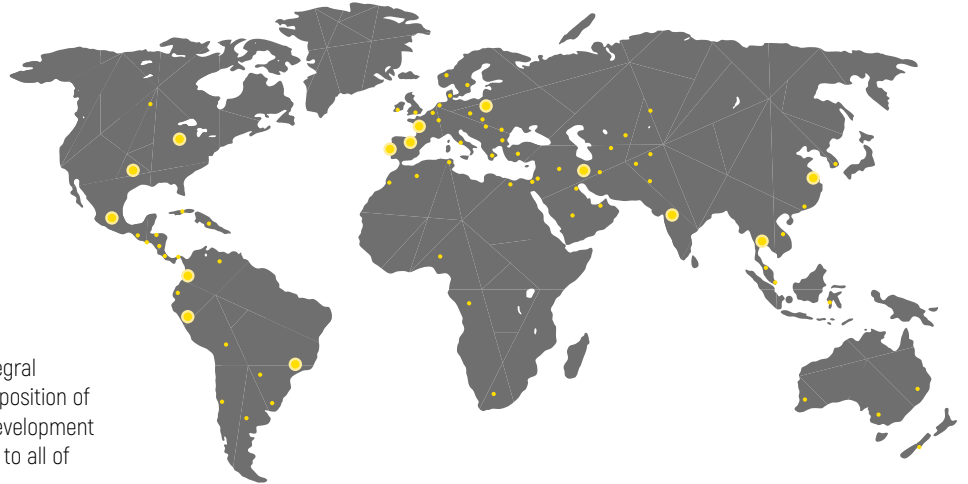 egral
position of
evelopment
to all of